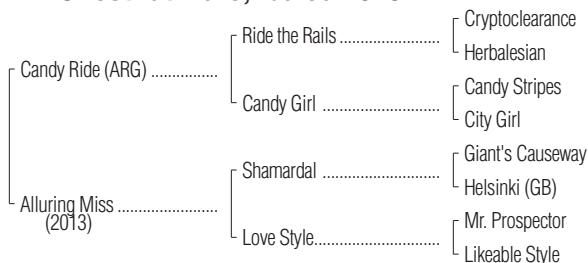 Cryptoclearance
Ride the Rails
Herbalesian
Candy Ride (ARG)
Candy Stripes
Candy Girl
City Girl
Giant's Causeway
Shamardal
Helsinki (GB)
Alluring Miss
(2013)
Mr. Prospector
Love Style
Likeable Style